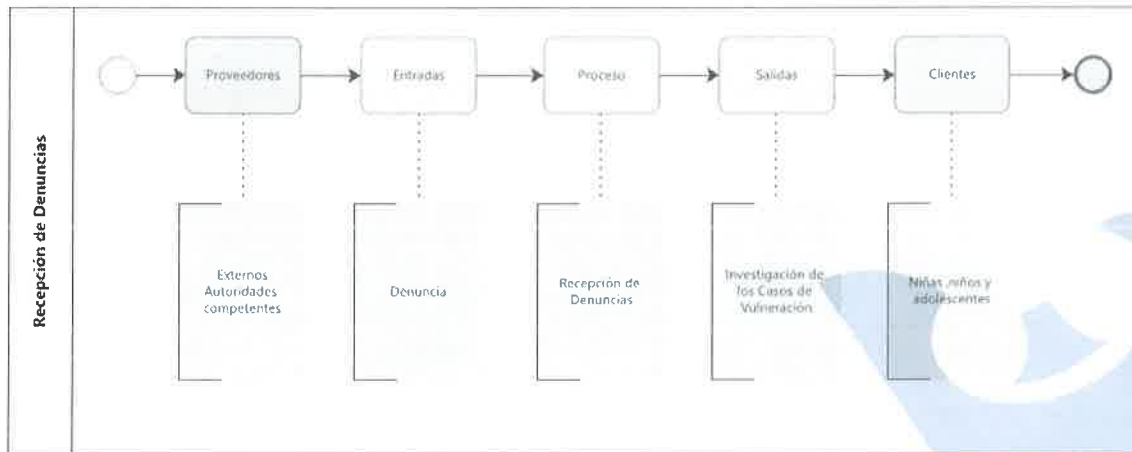 Recepción de Denuncias
Proveedores
Entradas
Proceso
Salidas
Clientes
Externos
Autoridades
competentes
Denuncia
Recepción de
Denuncias
Investigación de
los Casos de
Vulneración
Niñas ,niños y
adolescentes